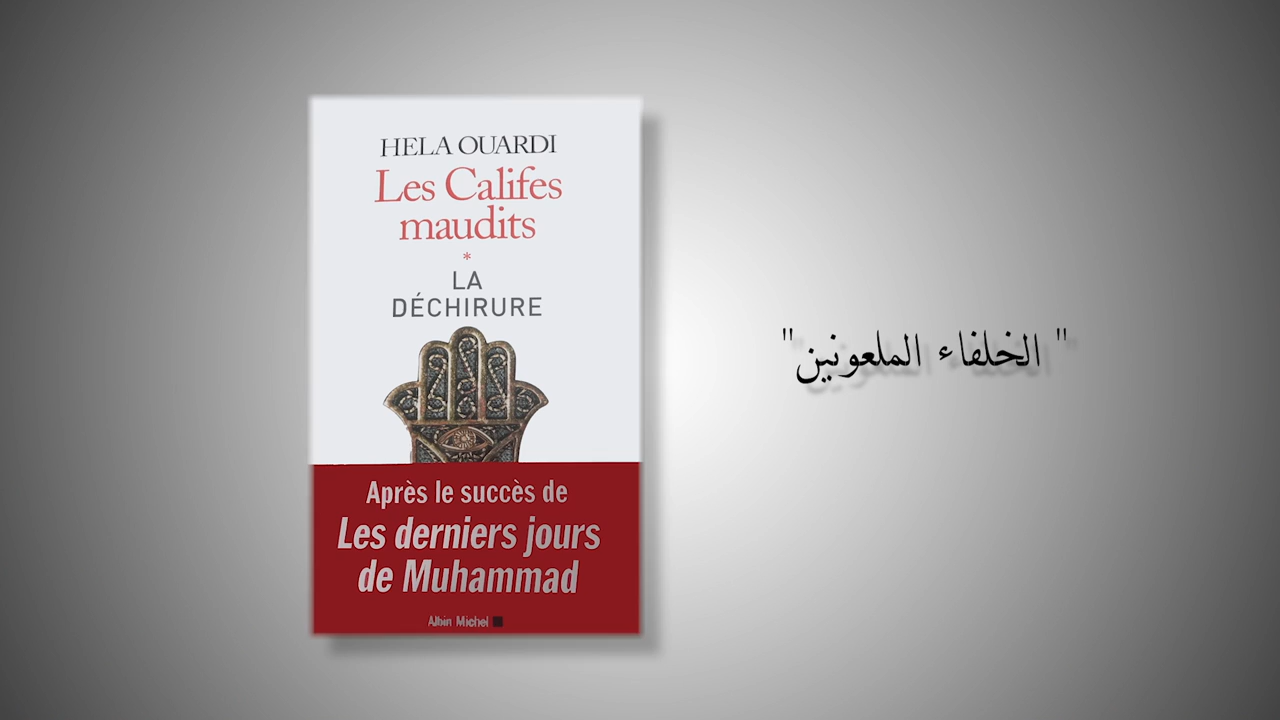 HELA OUARDI
Les Califes
maudits
*
LA
DÉCHIRURE
Après le succès de
Les derniers jours
de Muhammad
Albin Michel
"الخلفاء الملعونين "